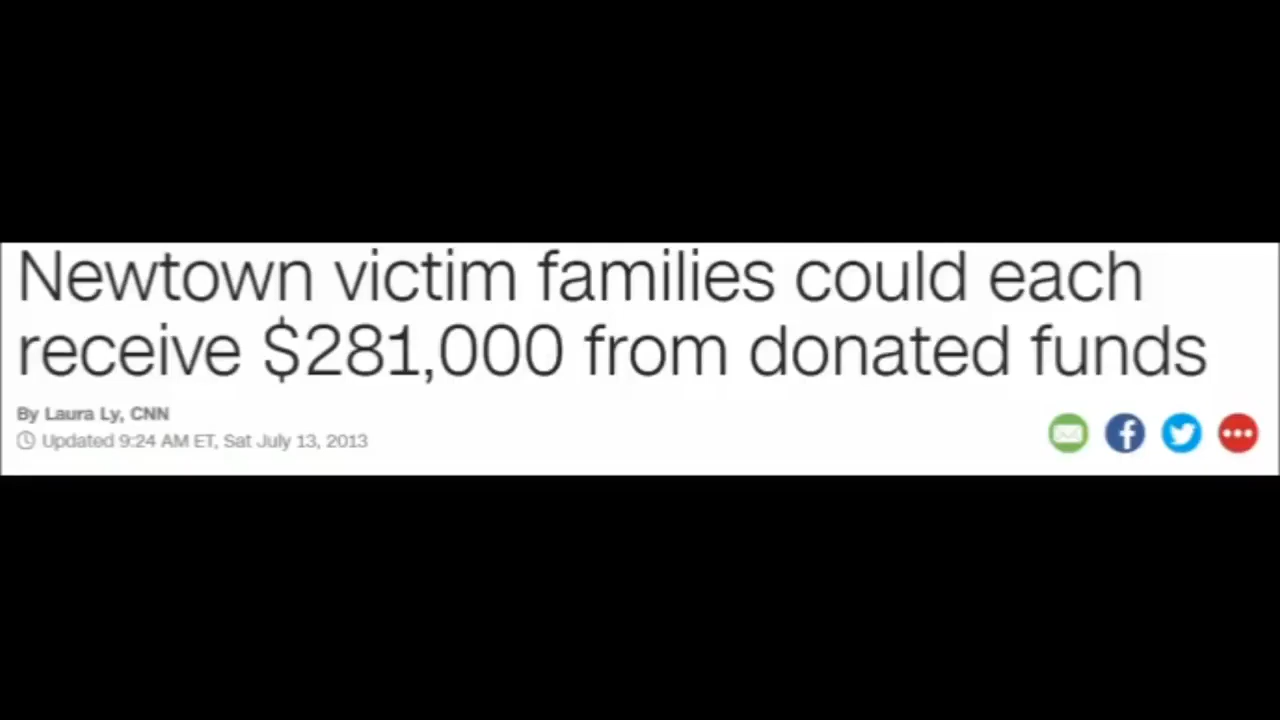 Newtown victim families could each
receive $281,000 from donated funds
By Laura Ly, CNN
Updated 9:24 AM ET, Sat July 13, 2013